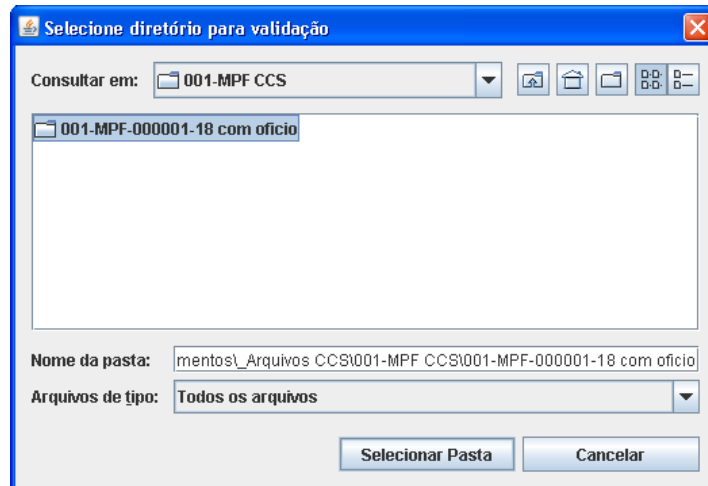 Selecione diretório para validação
Consultar em: 001-MPF CCS
001-MPF-000001-18 com oficio
Nome da pasta: mentos\_Arquivos CCS\001-MPF CCS\001-MPF-000001-18 com oficio
Arquivos de tipo: Todos os arquivos
Selecionar Pasta Cancelar